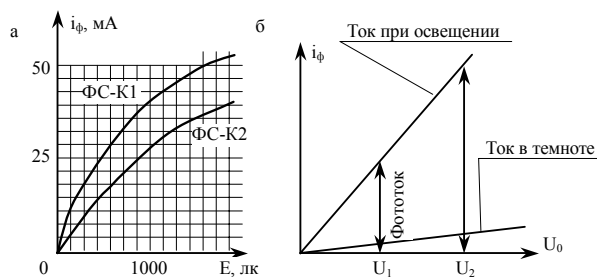 а
iф, мА
50
ФС-К1
ФС-К2
25
0
1000
Е, лк
б
iф
Ток при освещении
Фототок
Ток в темноте
U0
U1
U2